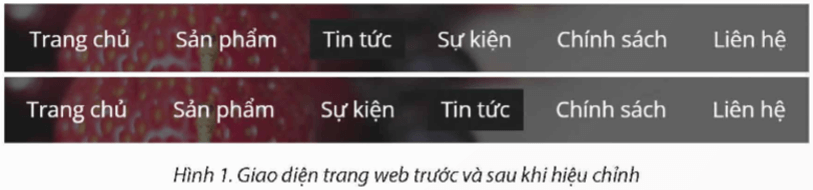 Trang chủ Sản phẩm Tin tức Sự kiện Chính sách Liên hệ
Trang chủ Sản phẩm Sự kiện Tin tức Chính sách Liên hệ
Hình 1. Giao diện trang web trước và sau khi hiệu chỉnh